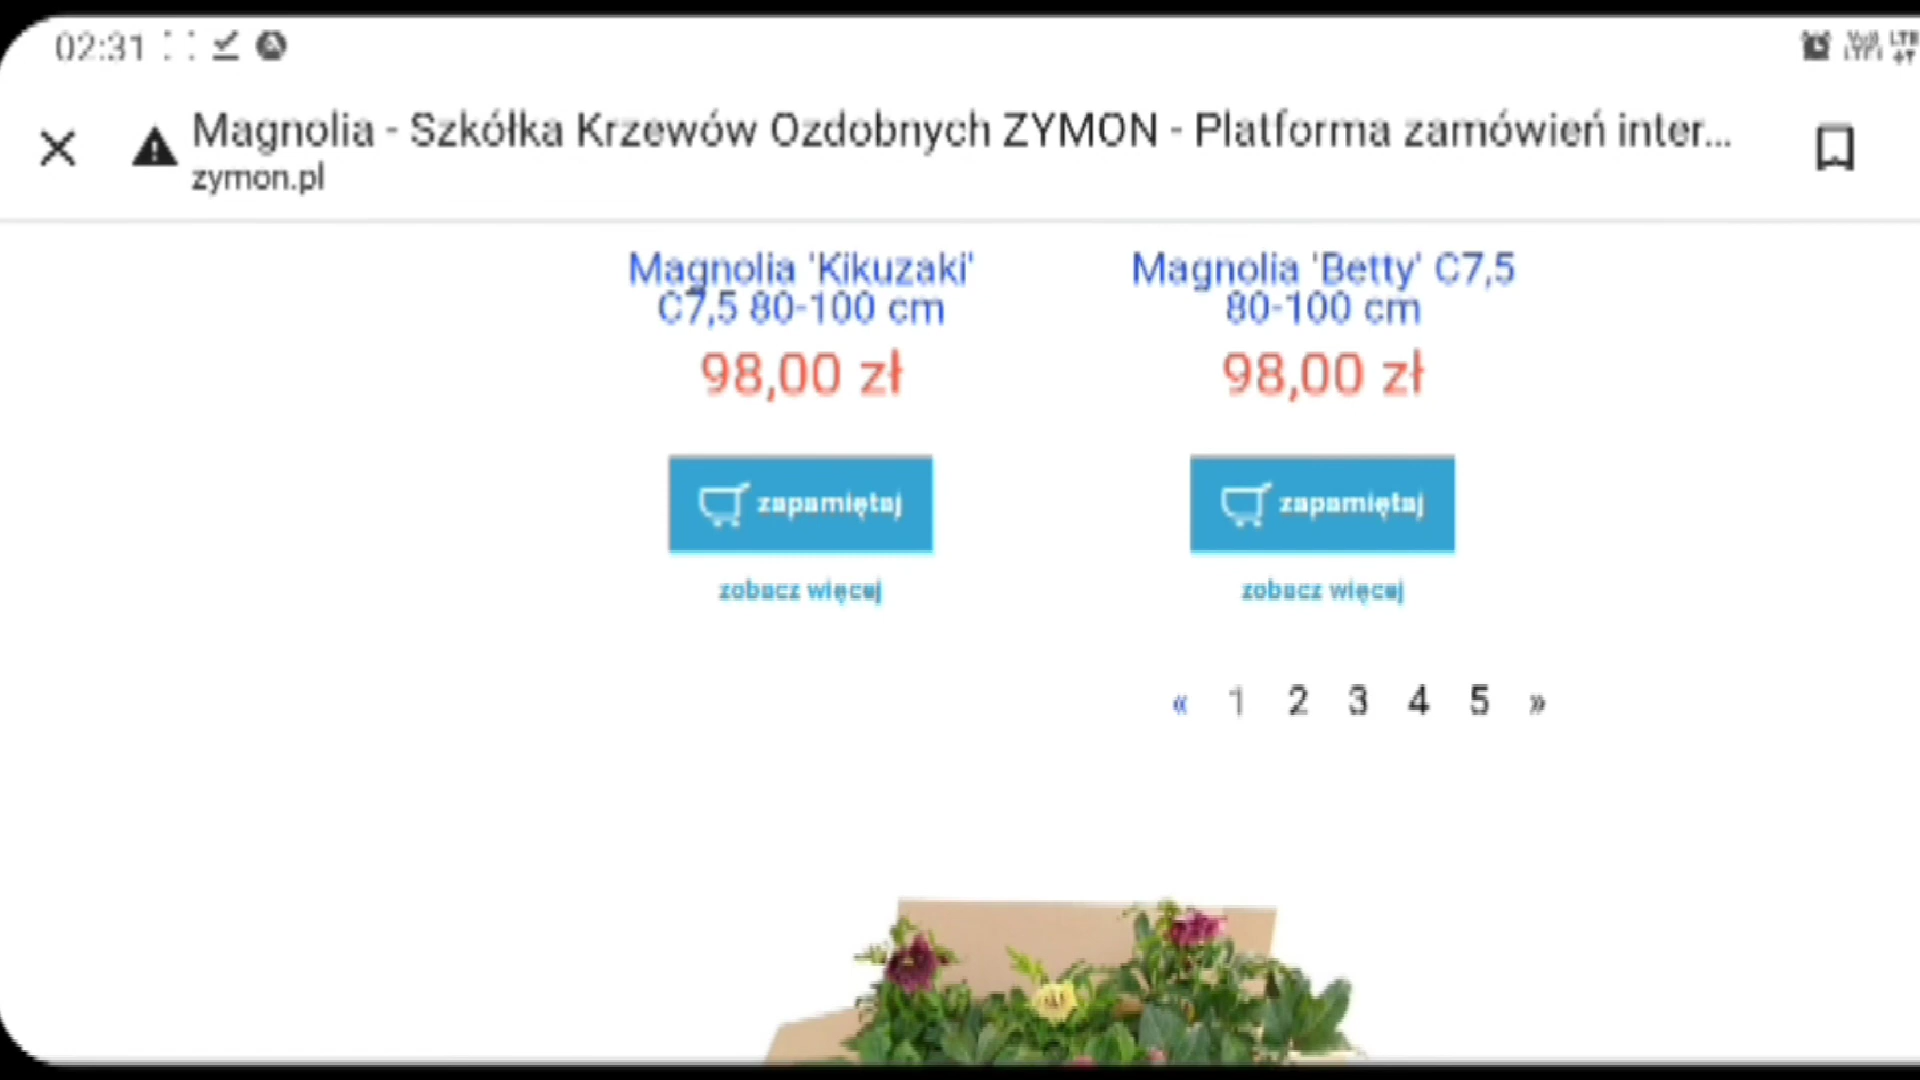 02:31
Magnolia - Szkółka Krzewów Ozdobnych ZYMON - Platforma zamówień inter...
zymon.pl
Magnolia 'Kikuzaki'
C7,5 80-100 cm
98,00 zł
zapamiętaj
zobacz więcej
Magnolia 'Betty' C7,5
80-100 cm
98,00 zł
zapamiętaj
zobacz więcej
« 1 2 3 4 5 »